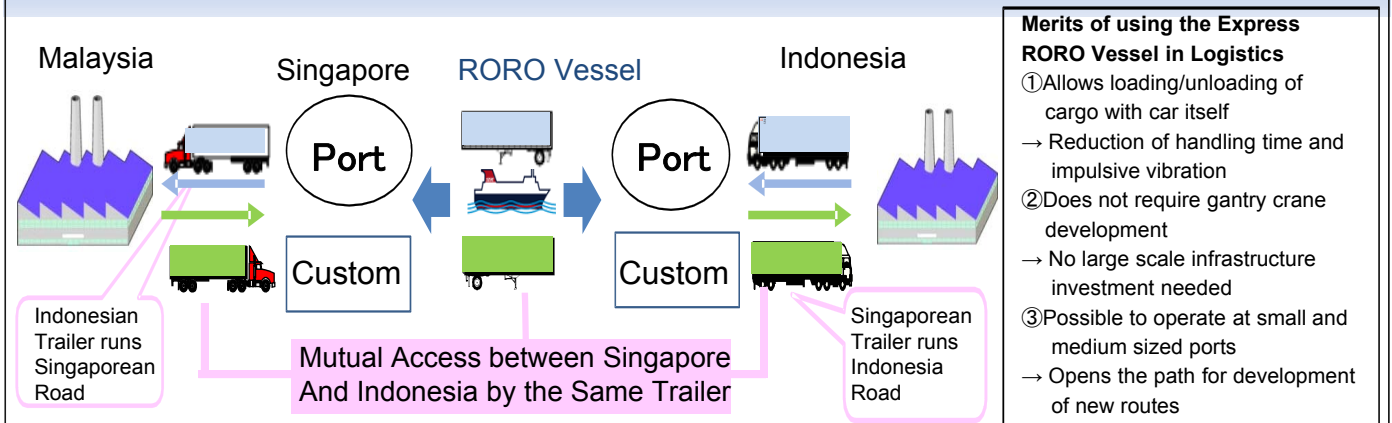 Malaysia
Singapore
RORO Vessel
Indonesia
Port
Port
Custom
Custom
Indonesian
Trailer runs
Singaporean
Road
Singaporean
Trailer runs
Indonesia
Road
Mutual Access between Singapore
And Indonesia by the Same Trailer
Merits of using the Express
RORO Vessel in Logistics
①Allows loading/unloading of
cargo with car itself
→ Reduction of handling time and
impulsive vibration
②Does not require gantry crane
development
→ No large scale infrastructure
investment needed
③Possible to operate at small and
medium sized ports
→ Opens the path for development
of new routes